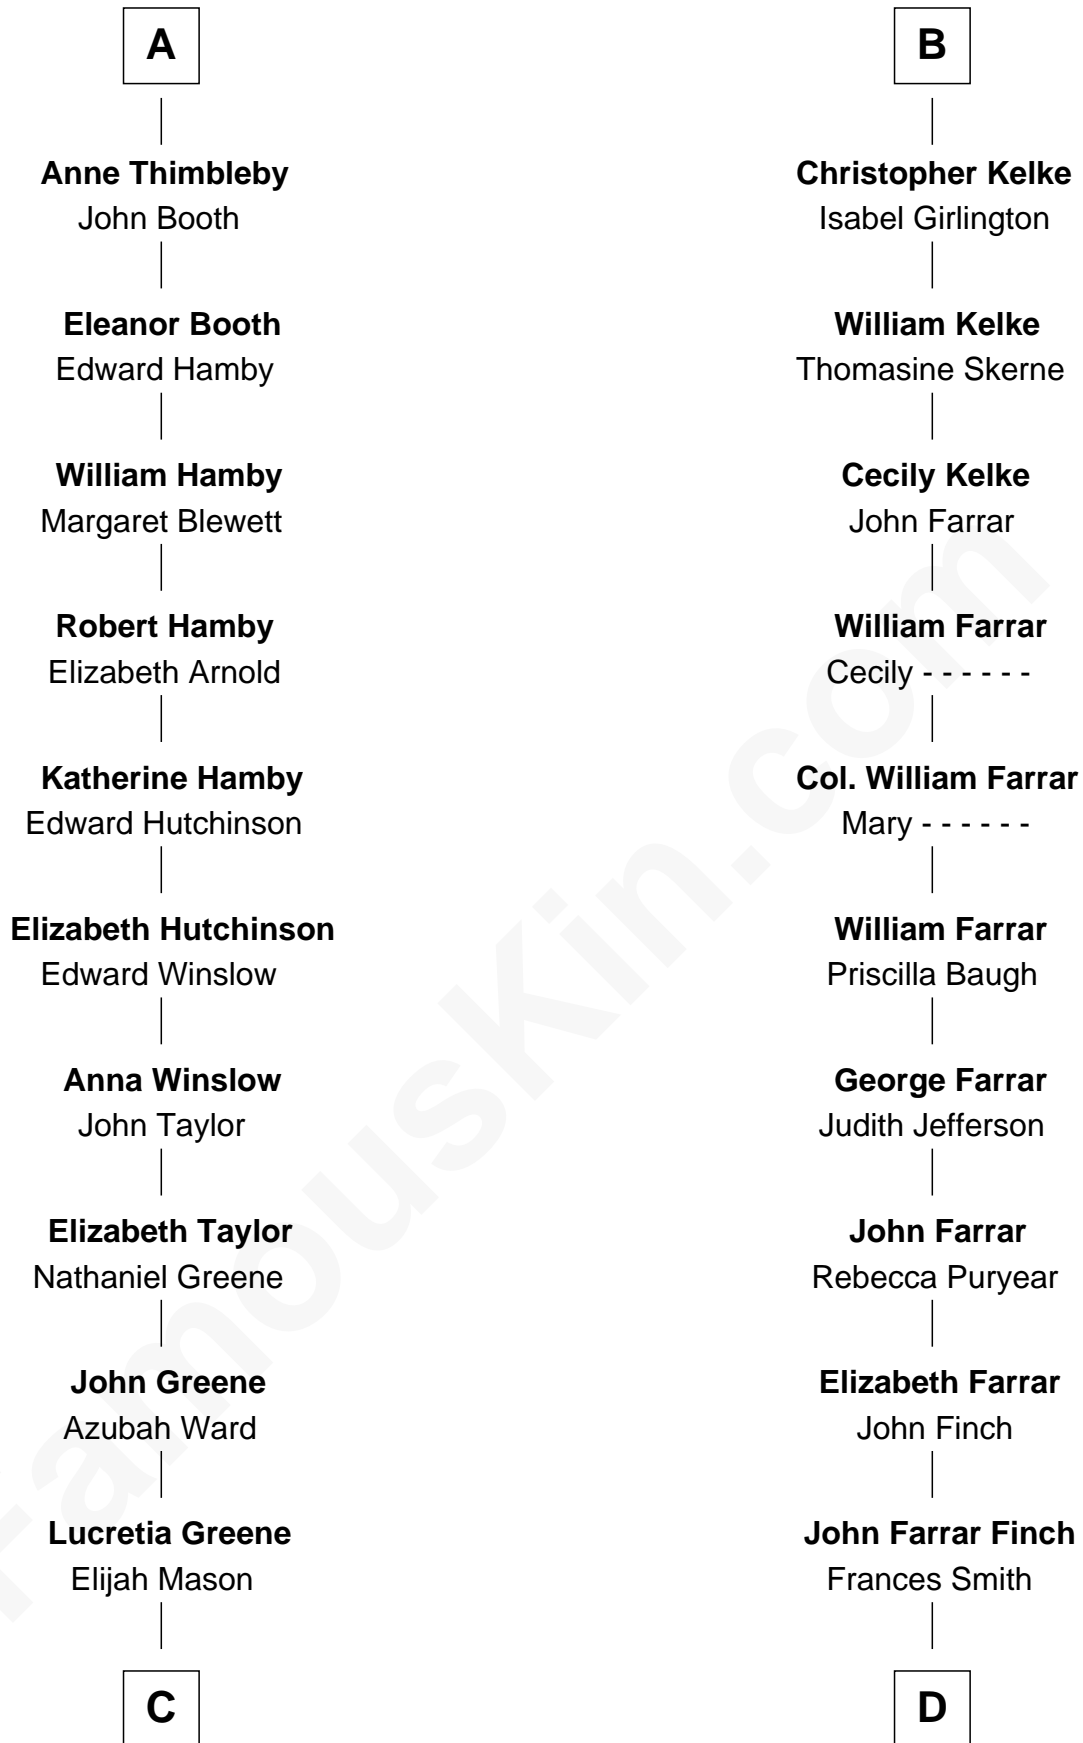 A
Anne Thimbleby
John Booth
Eleanor Booth
Edward Hamby
William Hamby
Margaret Blewett
Robert Hamby
Elizabeth Arnold
Katherine Hamby
Edward Hutchinson
Elizabeth Hutchinson
Edward Winslow
Anna Winslow
John Taylor
Elizabeth Taylor
Nathaniel Greene
John Greene
Azubah Ward
Lucretia Greene
Elijah Mason
C
B
Christopher Kelke
Isabel Girlington
William Kelke
Thomasine Skerne
Cecily Kelke
John Farrar
William Farrar
Cecily - - - - - -
Col. William Farrar
Mary - - - - - -
William Farrar
Priscilla Baugh
George Farrar
Judith Jefferson
John Farrar
Rebecca Puryear
Elizabeth Farrar
John Finch
John Farrar Finch
Frances Smith
D
FamousKin.com